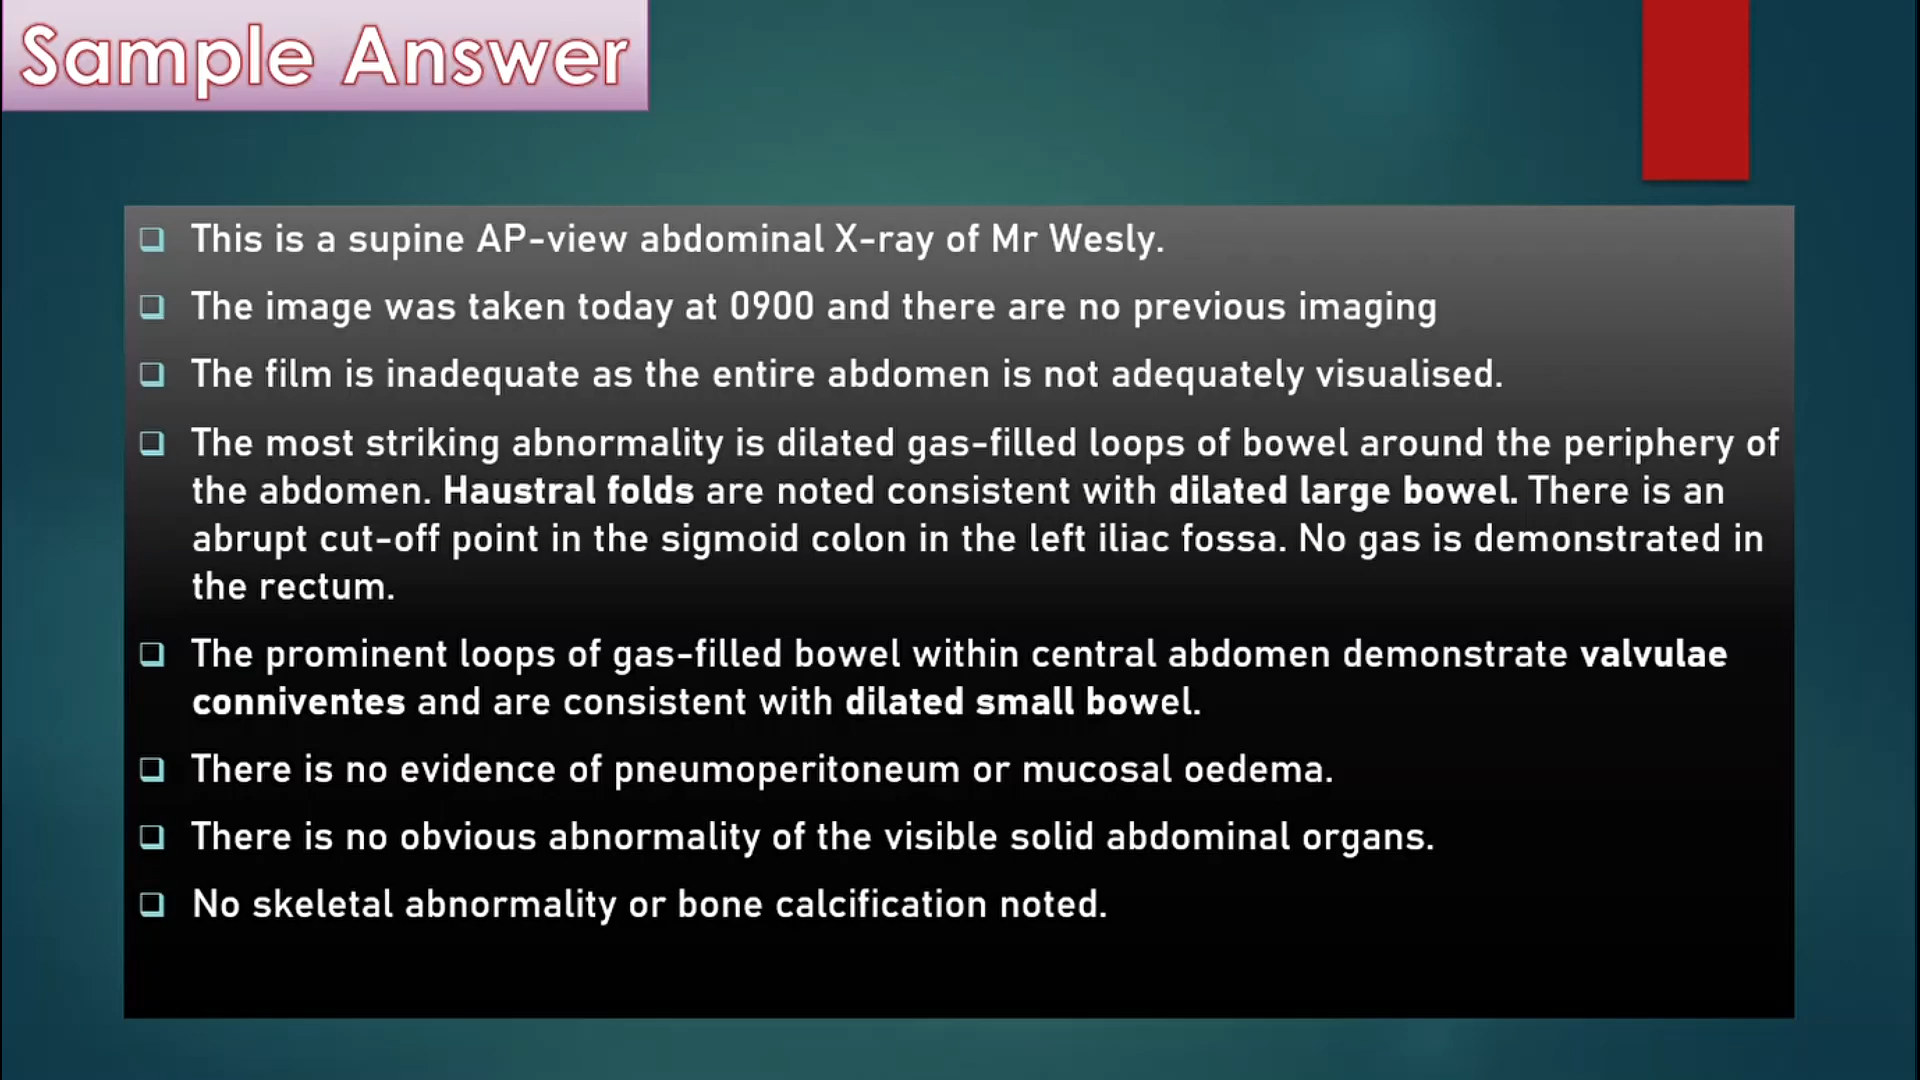 Sample Answer
This is a supine AP-view abdominal X-ray of Mr Wesly.
The image was taken today at 0900 and there are no previous imaging
The film is inadequate as the entire abdomen is not adequately visualised.
The most striking abnormality is dilated gas-filled loops of bowel around the periphery of
the abdomen. Haustral folds are noted consistent with dilated large bowel. There is an
abrupt cut-off point in the sigmoid colon in the left iliac fossa. No gas is demonstrated in
the rectum.
The prominent loops of gas-filled bowel within central abdomen demonstrate valvulae
conniventes and are consistent with dilated small bowel.
There is no evidence of pneumoperitoneum or mucosal oedema.
There is no obvious abnormality of the visible solid abdominal organs.
No skeletal abnormality or bone calcification noted.